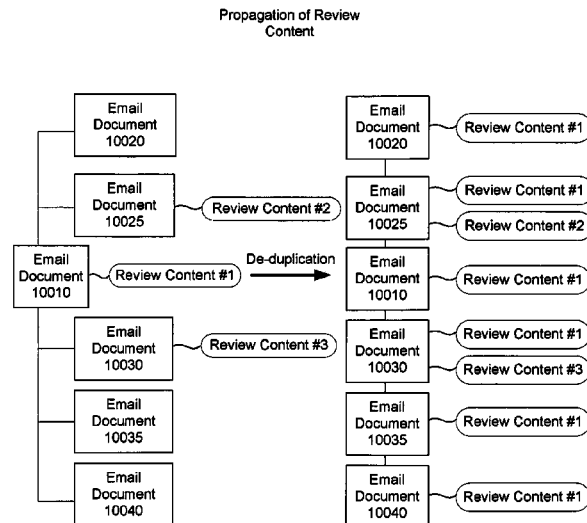 Propagation of Review
Content
Email
Document
10020
Email
Document
10025
Review Content #2
Email
Document
10010
Review Content #1
Email
Document
10030
Review Content #3
Email
Document
10035
Email
Document
10040
De-duplication
Email
Document
10020
Review Content #1
Email
Document
10025
Review Content #1
Review Content #2
Email
Document
10010
Review Content #1
Email
Document
10030
Review Content #1
Review Content #3
Email
Document
10035
Review Content #1
Email
Document
10040
Review Content #1